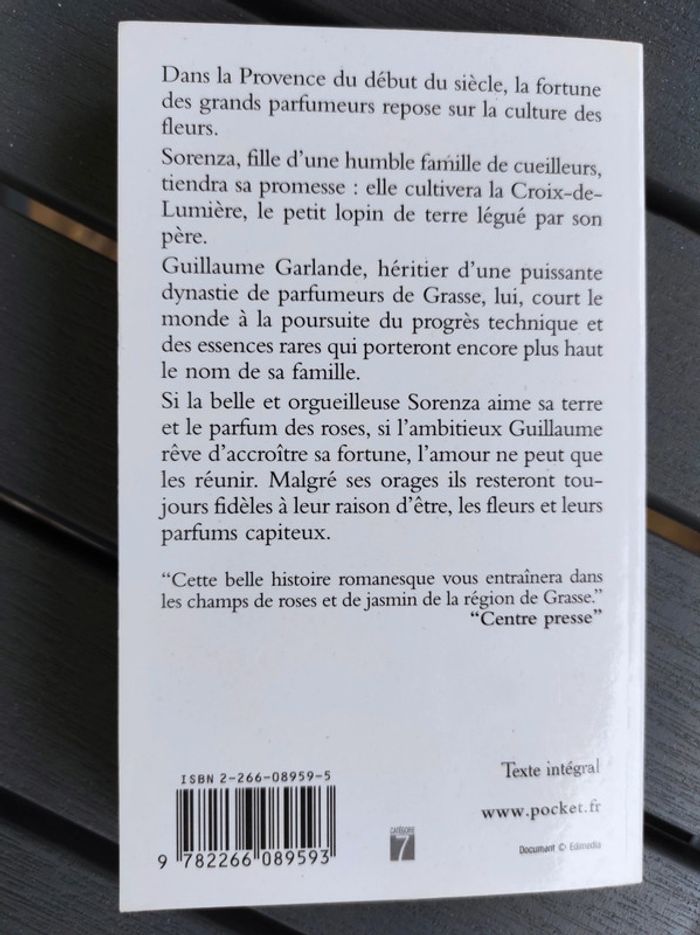 Dans la Provence du début du siècle, la fortune
des grands parfumeurs repose sur la culture des
fleurs.
Sorenza, fille d'une humble famille de cueilleurs,
tiendra sa promesse : elle cultivera la Croix-de-
Lumière, le petit lopin de terre légué par son
père.
Guillaume Garlande, héritier d'une puissante
dynastie de parfumeurs de Grasse, lui, court le
monde à la poursuite du progrès technique et
des essences rares qui porteront encore plus haut
le nom de sa famille.
Si la belle et orgueilleuse Sorenza aime sa terre
et le parfum des roses, si l'ambitieux Guillaume
rêve d'accroître sa fortune, l'amour ne peut que
les réunir. Malgré ses orages ils resteront tou-
jours fidèles à leur raison d'être, les fleurs et leurs
parfums capiteux.
“Cette belle histoire romanesque vous entraînera dans
les champs de roses et de jasmin de la région de Grasse.”
“Centre presse”
ISBN 2-266-08959-5
9 782266 089593
CATÉGORIE
7
Texte intégral
www.pocket.fr
Document © Edimedia